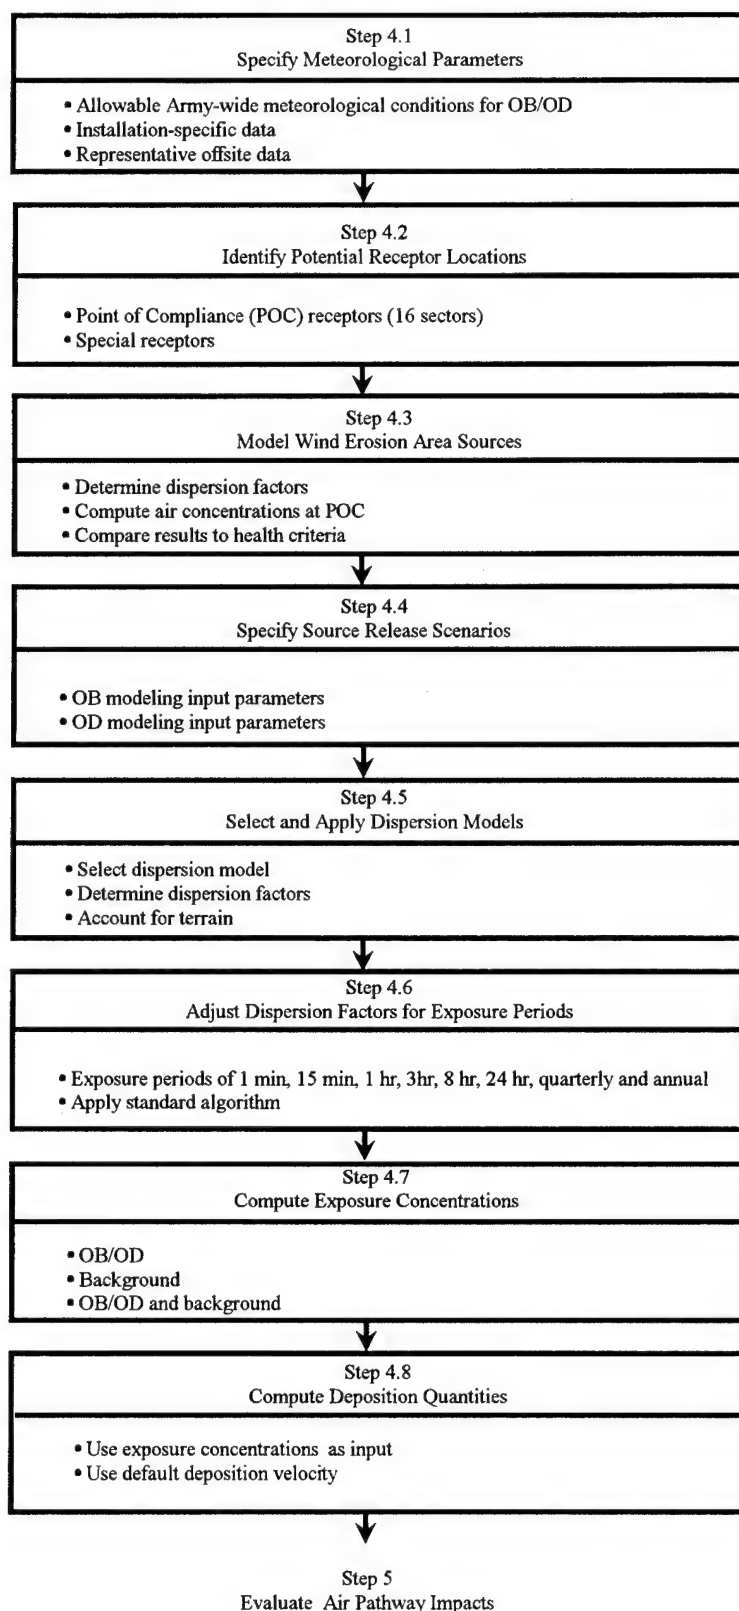 Step 4.1
Specify Meteorological Parameters
• Allowable Army-wide meteorological conditions for OB/OD
• Installation-specific data
• Representative offsite data
Step 4.2
Identify Potential Receptor Locations
• Point of Compliance (POC) receptors (16 sectors)
• Special receptors
Step 4.3
Model Wind Erosion Area Sources
• Determine dispersion factors
• Compute air concentrations at POC
• Compare results to health criteria
Step 4.4
Specify Source Release Scenarios
• OB modeling input parameters
• OD modeling input parameters
Step 4.5
Select and Apply Dispersion Models
• Select dispersion model
• Determine dispersion factors
• Account for terrain
Step 4.6
Adjust Dispersion Factors for Exposure Periods
• Exposure periods of 1 min, 15 min, 1 hr, 3hr, 8 hr, 24 hr, quarterly and annual
• Apply standard algorithm
Step 4.7
Compute Exposure Concentrations
• OB/OD
• Background
• OB/OD and background
Step 4.8
Compute Deposition Quantities
• Use exposure concentrations as input
• Use default deposition velocity
Step 5
Evaluate Air Pathway Impacts